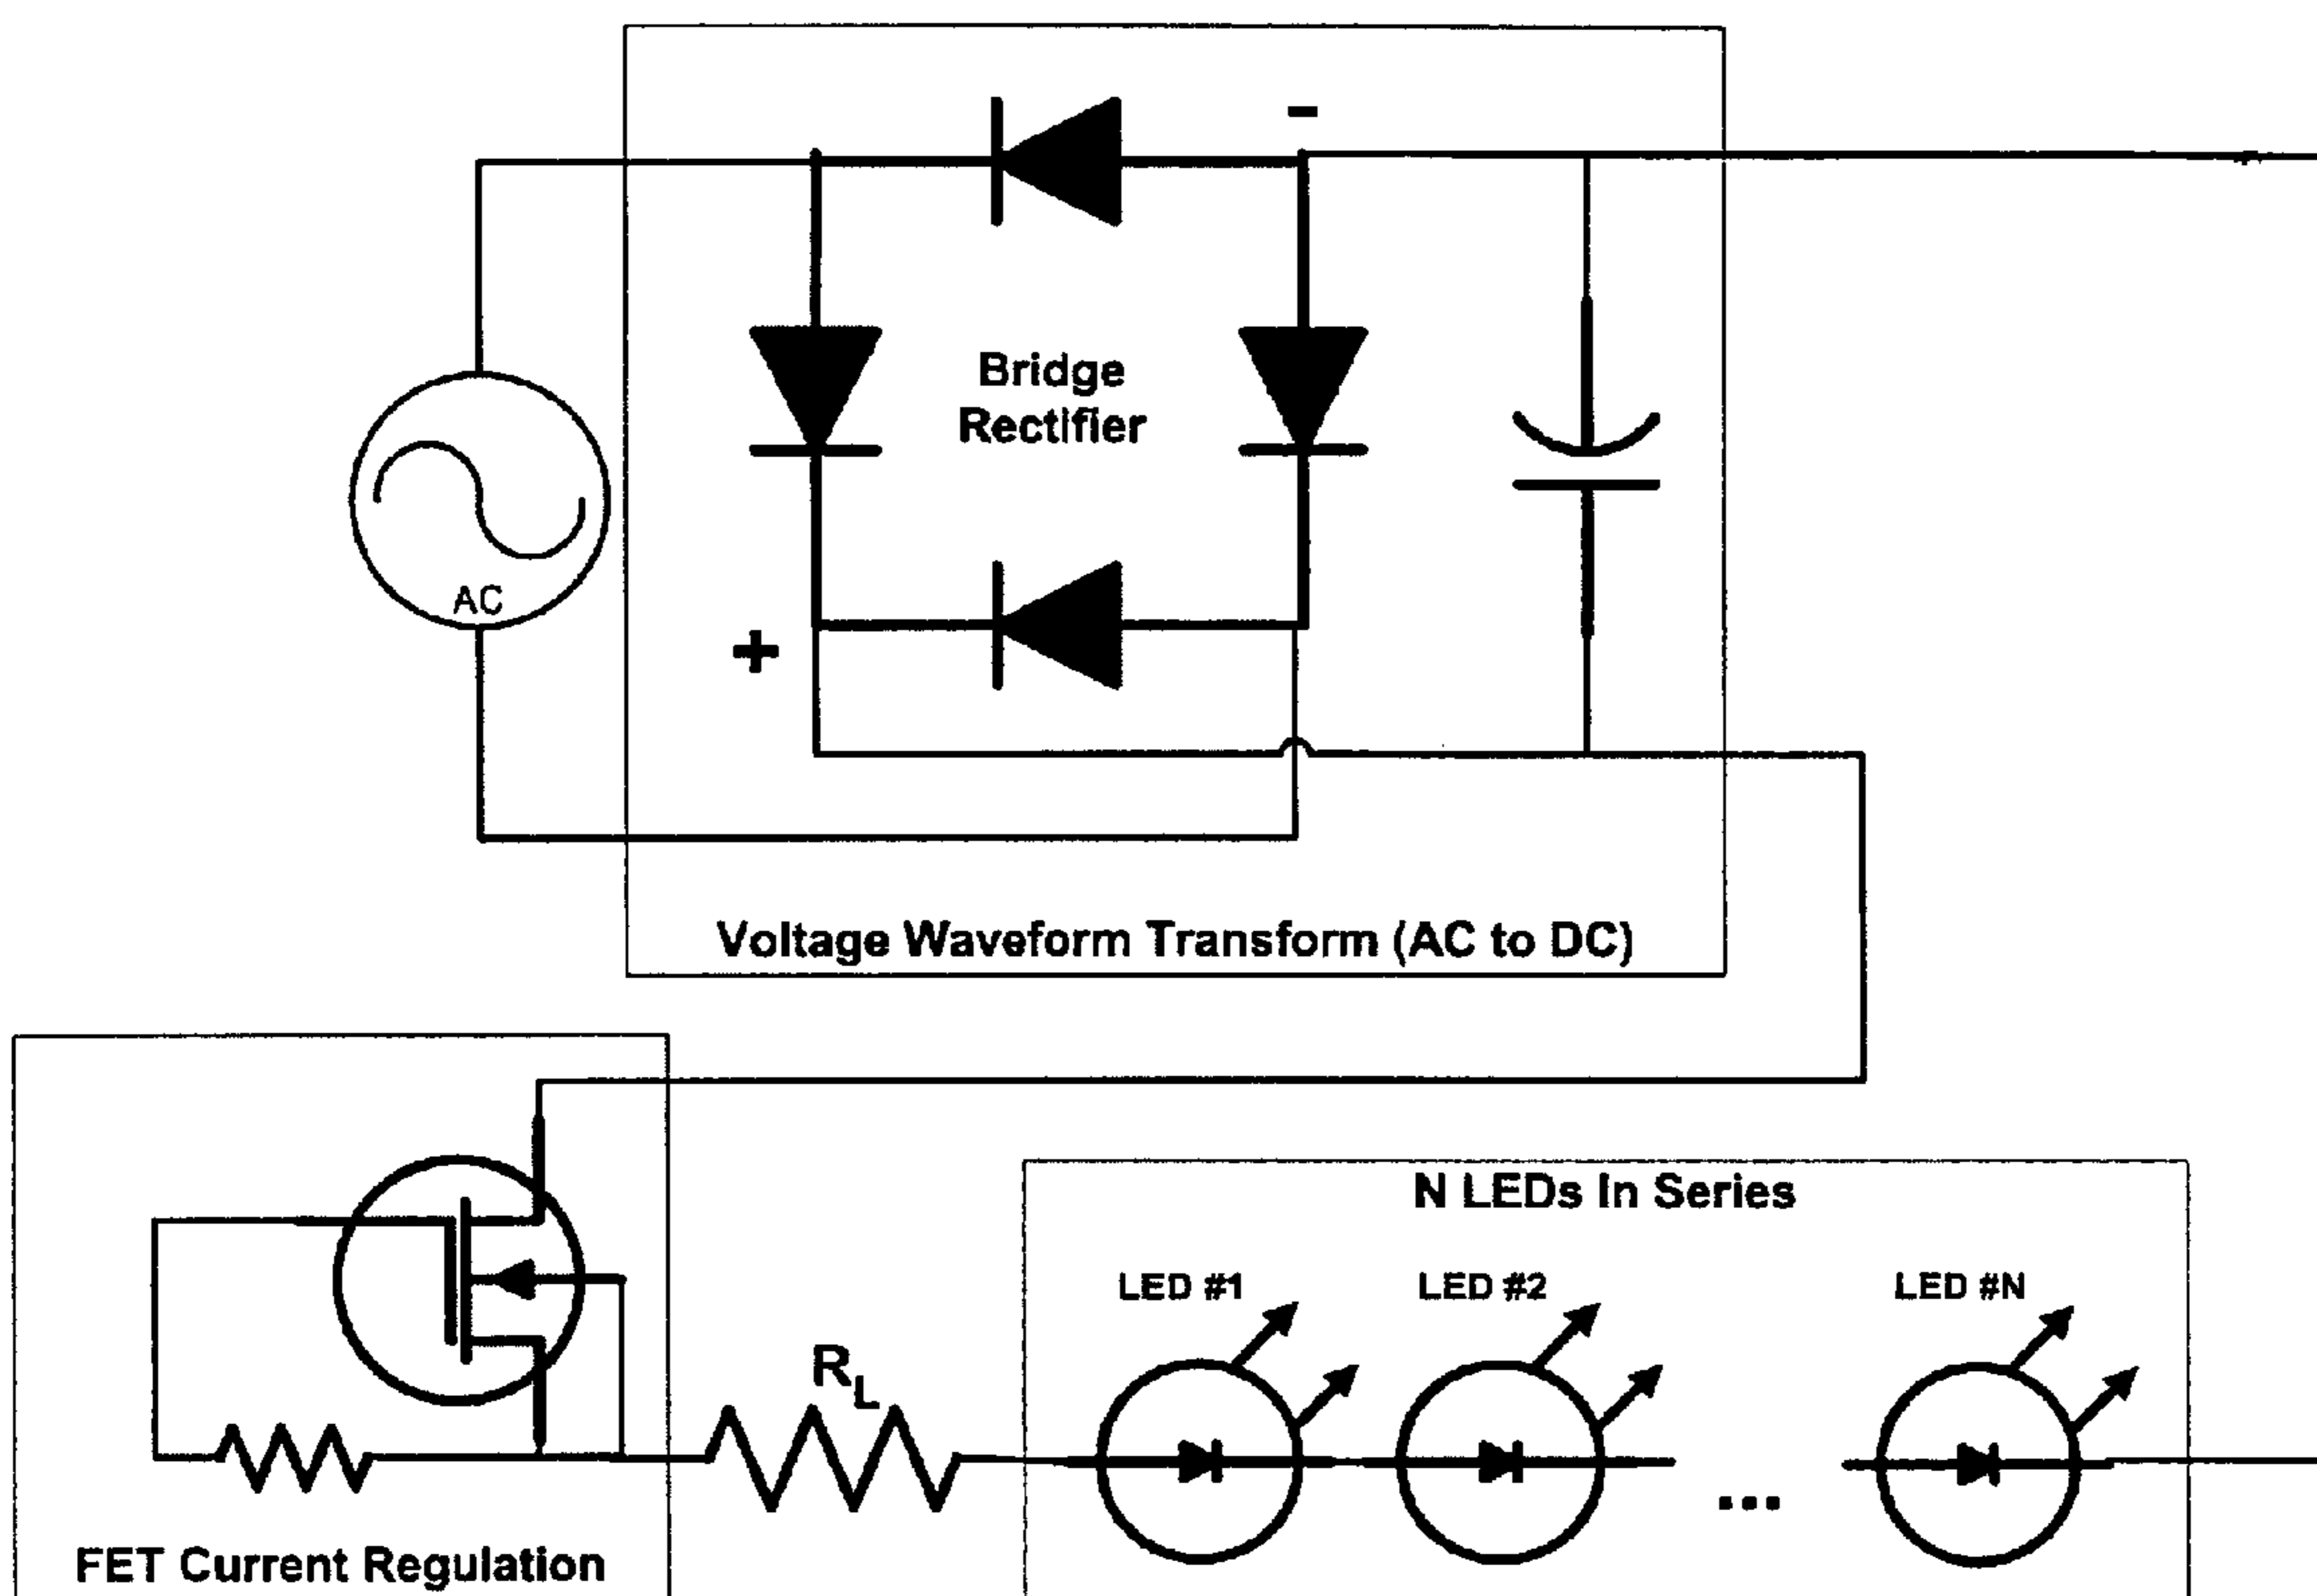 -
Bridge
Rectifier
AC
+
Voltage Waveform Transform (AC to DC)
N LEDs In Series
LED #1 LED #2 LED #N
RL
...
FET Current Regulation